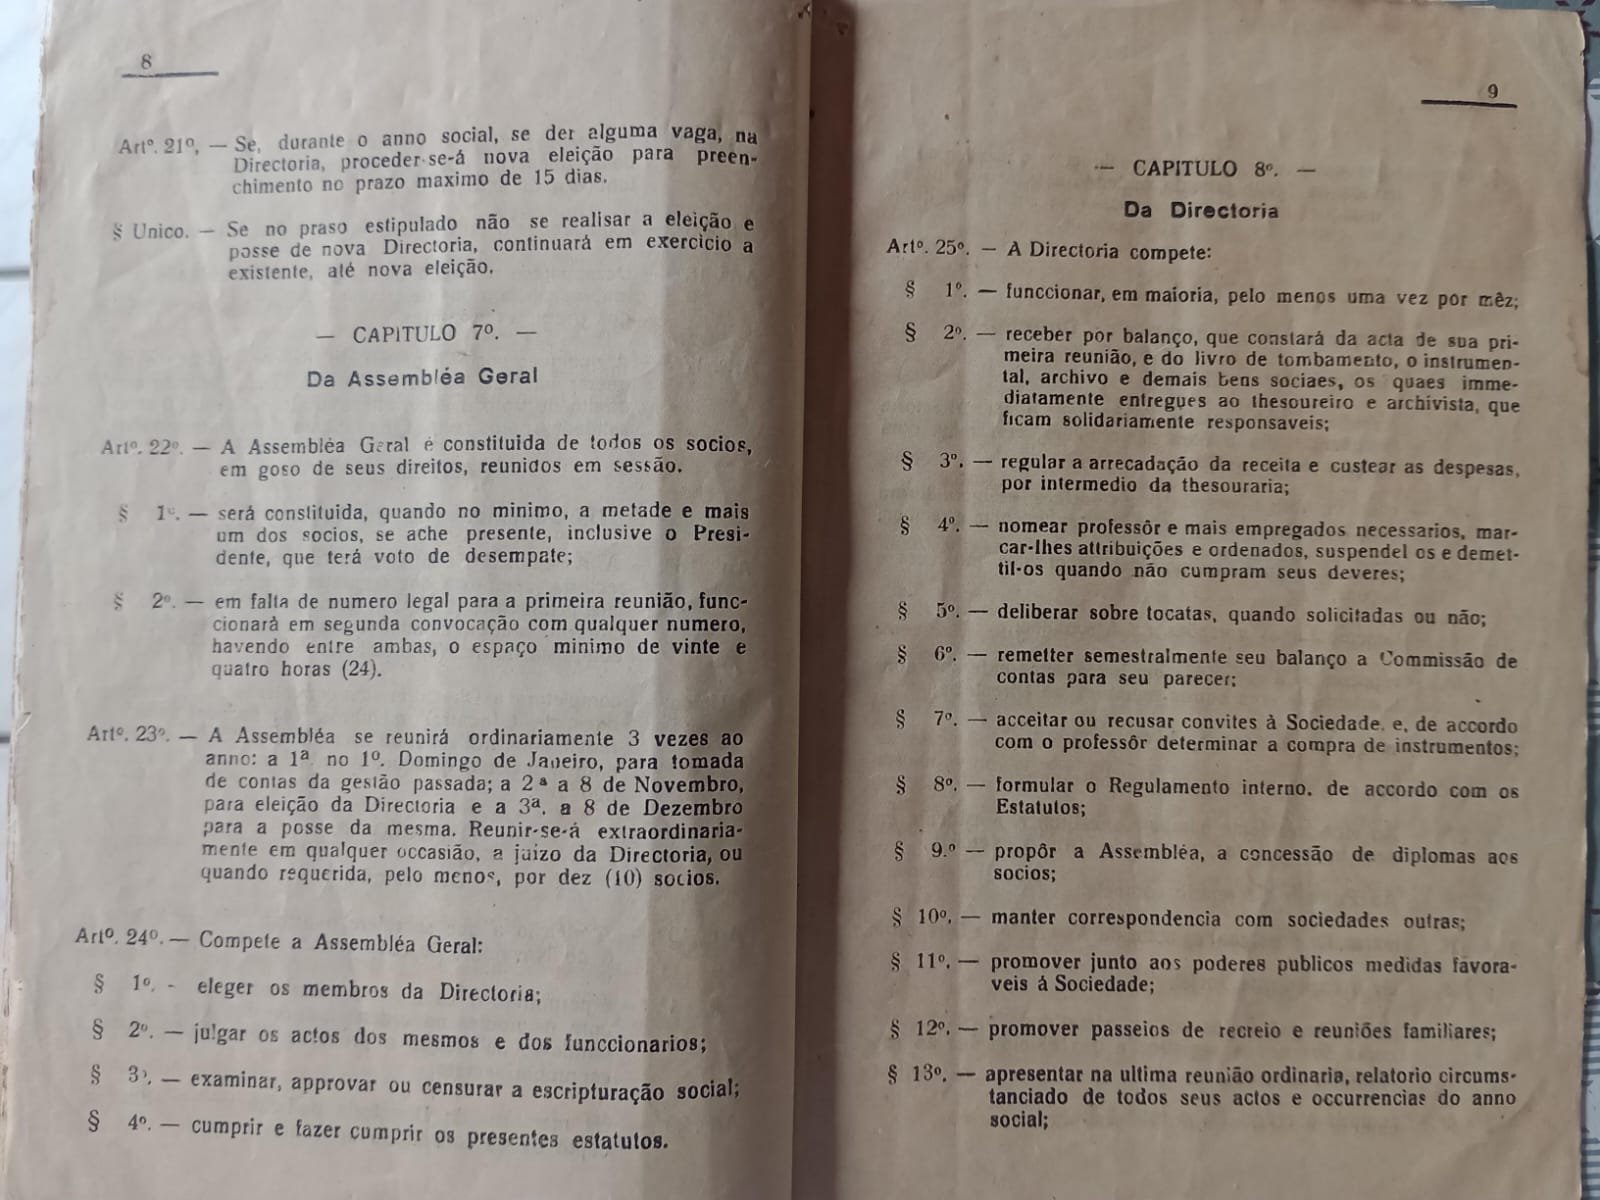 8
Artº. 21º. — Se, durante o anno social, se der alguma vaga, na
Directoria, proceder-se-á nova eleição para preen-
chimento no prazo maximo de 15 dias.
§ Unico. — Se no praso estipulado não se realisar a eleição e
posse de nova Directoria, continuará em exercicio a
existente, até nova eleição.
— CAPITULO 7º. —
Da Assembléa Geral
Artº. 22º. — A Assembléa Geral é constituida de todos os socios,
em goso de seus direitos, reunidos em sessão.
§ 1º. — será constituida, quando no minimo, a metade e mais
um dos socios, se ache presente, inclusive o Presi-
dente, que terá voto de desempate;
§ 2º. — em falta de numero legal para a primeira reunião, func-
cionará em segunda convocação com qualquer numero,
havendo entre ambas, o espaço minimo de vinte e
quatro horas (24).
Artº. 23º. — A Assembléa se reunirá ordinariamente 3 vezes ao
anno: a 1ª no 1º. Domingo de Janeiro, para tomada
de contas da gestão passada; a 2ª a 8 de Novembro,
para eleição da Directoria e a 3ª. a 8 de Dezembro
para a posse da mesma. Reunir-se-á extraordinaria-
mente em qualquer occasião, a juizo da Directoria, ou
quando requerida, pelo menos, por dez (10) socios.
Artº. 24º. — Compete a Assembléa Geral:
§ 1º. - eleger os membros da Directoria;
§ 2º. — julgar os actos dos mesmos e dos funccionarios;
§ 3º. — examinar, approvar ou censurar a escripturação social;
§ 4º. — cumprir e fazer cumprir os presentes estatutos.
9
— CAPITULO 8º. —
Da Directoria
Artº. 25º. — A Directoria compete:
§ 1º. — funccionar, em maioria, pelo menos uma vez por mêz;
§ 2º. — receber por balanço, que constará da acta de sua pri-
meira reunião, e do livro de tombamento, o instrumen-
tal, archivo e demais bens sociaes, os quaes imme-
diatamente entregues ao thesoureiro e archivista, que
ficam solidariamente responsaveis;
§ 3º. — regular a arrecadação da receita e custear as despesas,
por intermedio da thesouraria;
§ 4º. — nomear professôr e mais empregados necessarios, mar-
car-lhes attribuições e ordenados, suspendel os e demet-
til-os quando não cumpram seus deveres;
§ 5º. — deliberar sobre tocatas, quando solicitadas ou não;
§ 6º. — remetter semestralmente seu balanço a Commissão de
contas para seu parecer;
§ 7º. — acceitar ou recusar convites à Sociedade. e, de accordo
com o professôr determinar a compra de instrumentos;
§ 8º. — formular o Regulamento interno. de accordo com os
Estatutos;
§ 9.º — propôr a Assembléa, a concessão de diplomas aos
socios;
§ 10º. — manter correspondencia com sociedades outras;
§ 11º. — promover junto aos poderes publicos medidas favora-
veis á Sociedade;
§ 12º. — promover passeios de recreio e reuniões familiares;
§ 13º. — apresentar na ultima reunião ordinaria, relatorio circums-
tanciado de todos seus actos e occurrencias do anno
social;